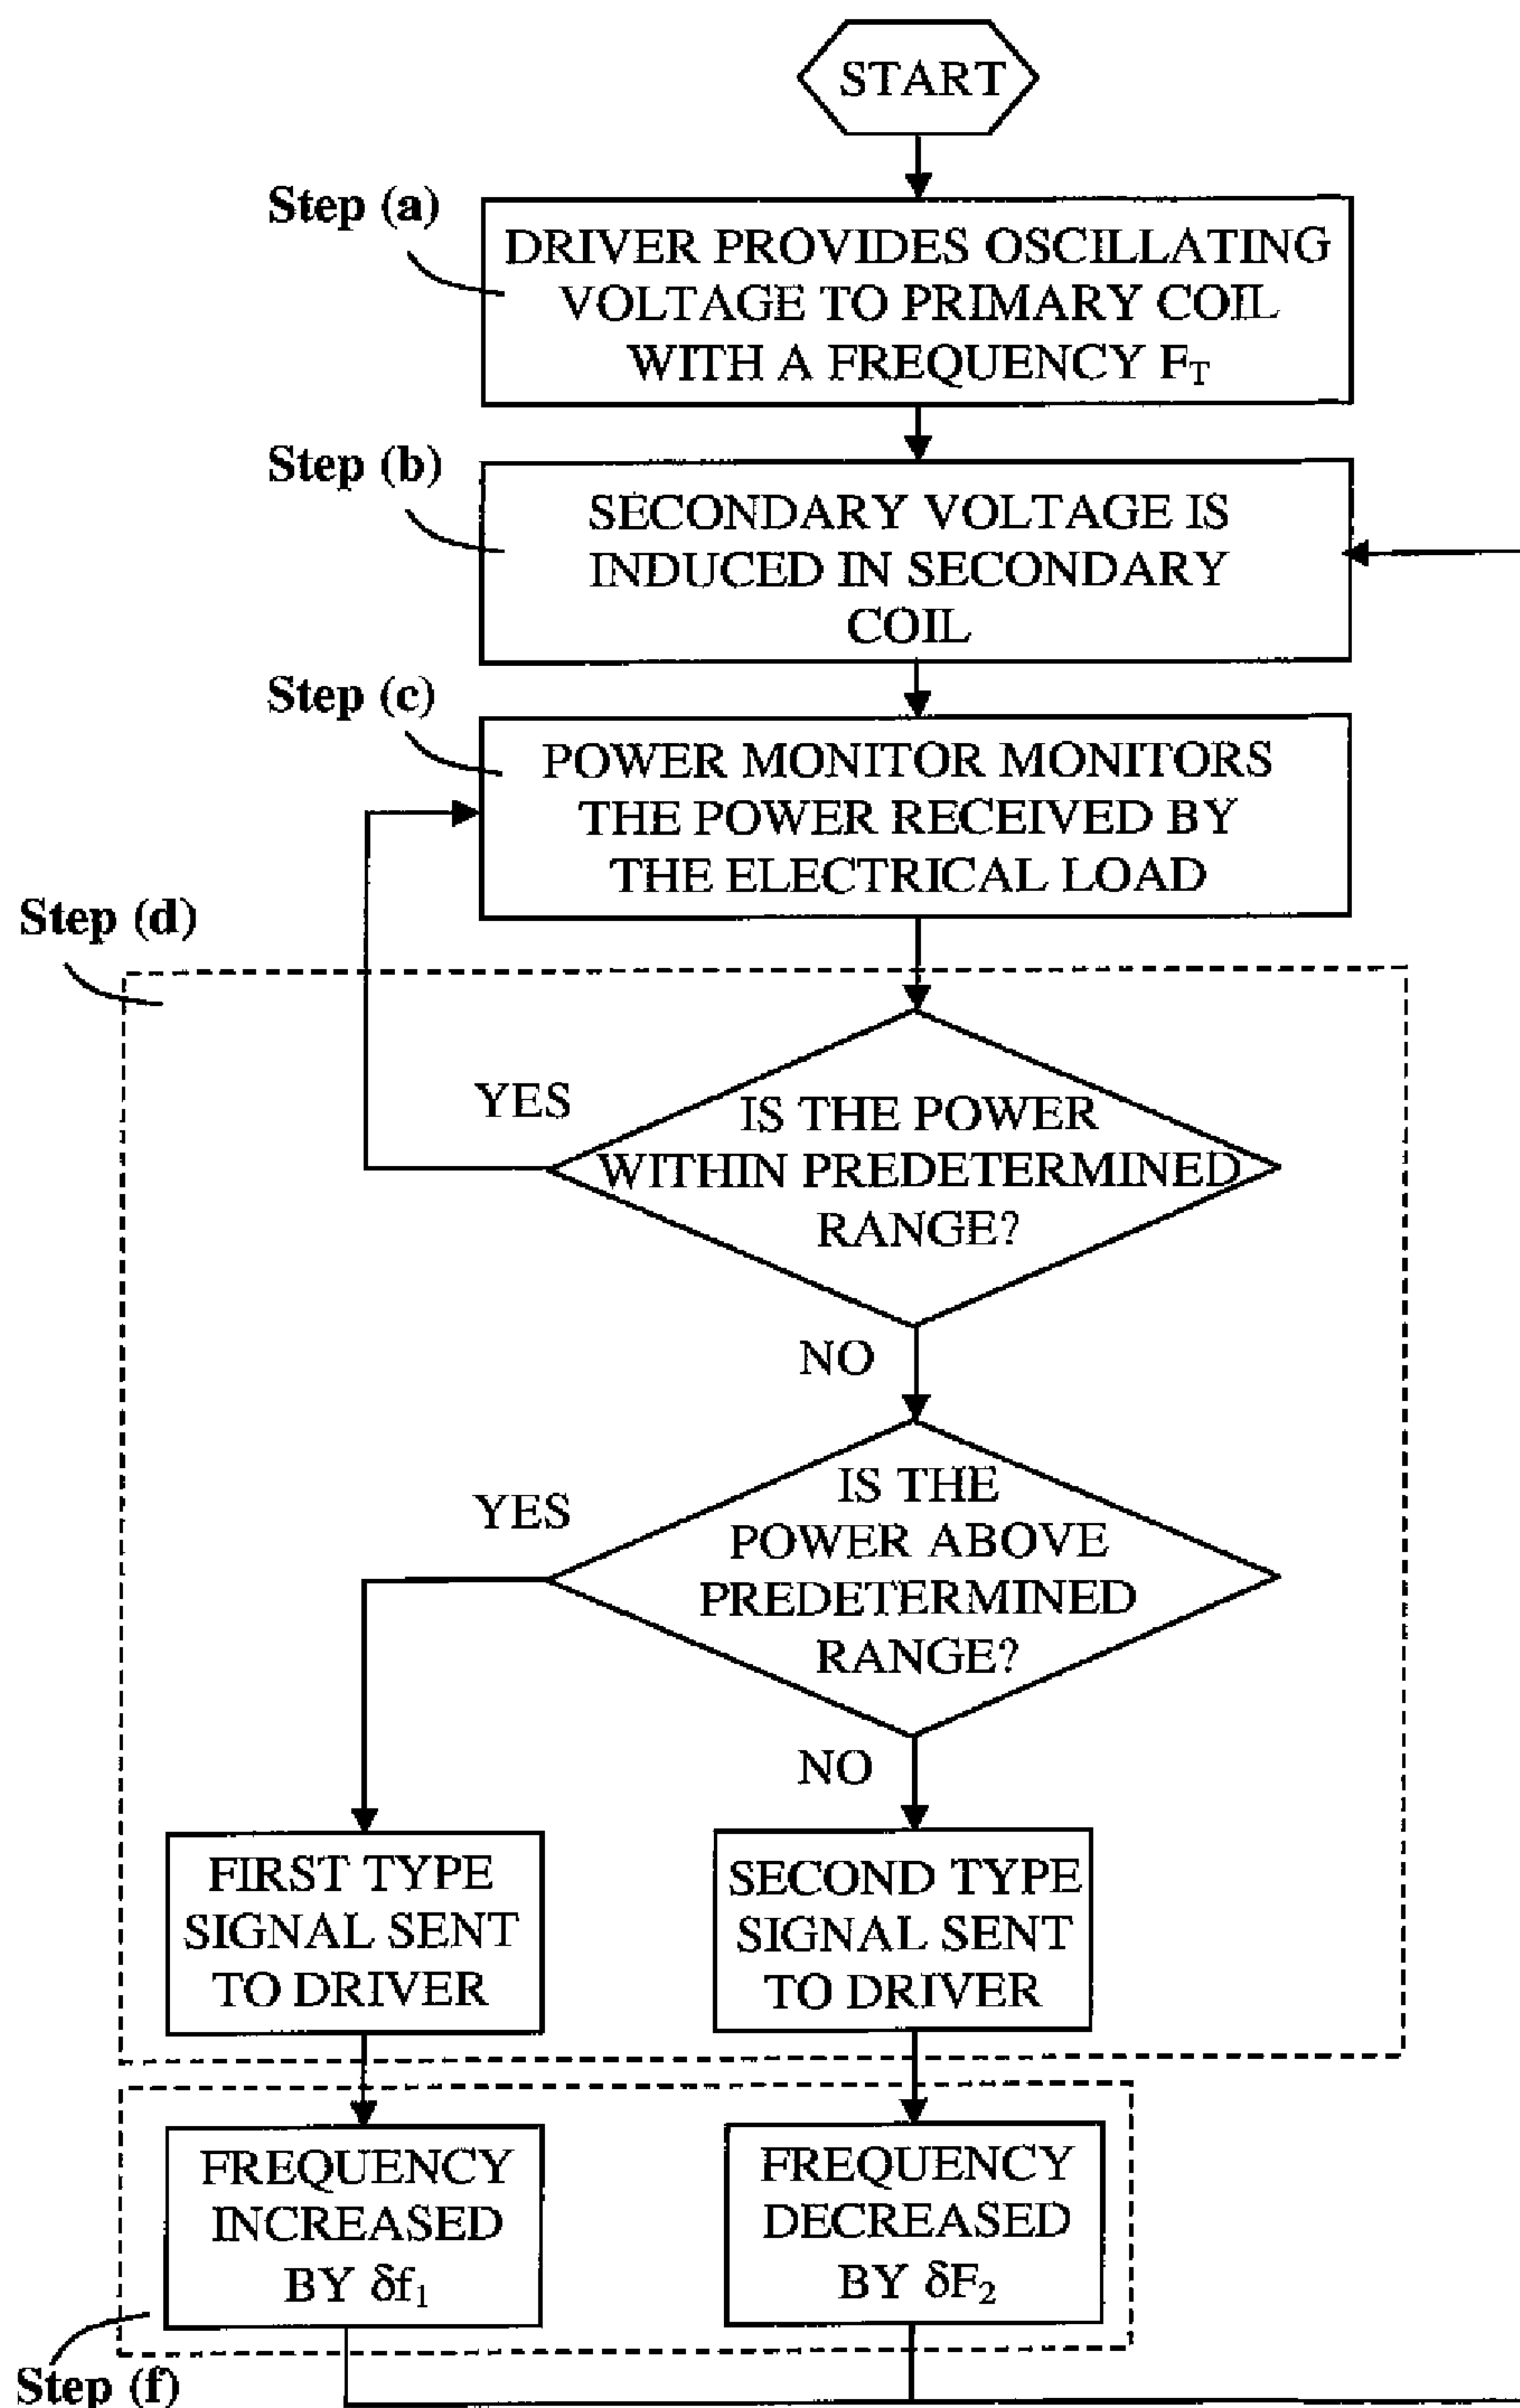 START
Step (a)
DRIVER PROVIDES OSCILLATING
VOLTAGE TO PRIMARY COIL
WITH A FREQUENCY F_T
Step (b)
SECONDARY VOLTAGE IS
INDUCED IN SECONDARY
COIL
Step (c)
POWER MONITOR MONITORS
THE POWER RECEIVED BY
THE ELECTRICAL LOAD
Step (d)
YES
IS THE POWER
WITHIN PREDETERMINED
RANGE?
NO
YES
IS THE
POWER ABOVE
PREDETERMINED
RANGE?
NO
FIRST TYPE
SIGNAL SENT
TO DRIVER
SECOND TYPE
SIGNAL SENT
TO DRIVER
FREQUENCY
INCREASED
BY δf₁
FREQUENCY
DECREASED
BY δF₂
Step (f)